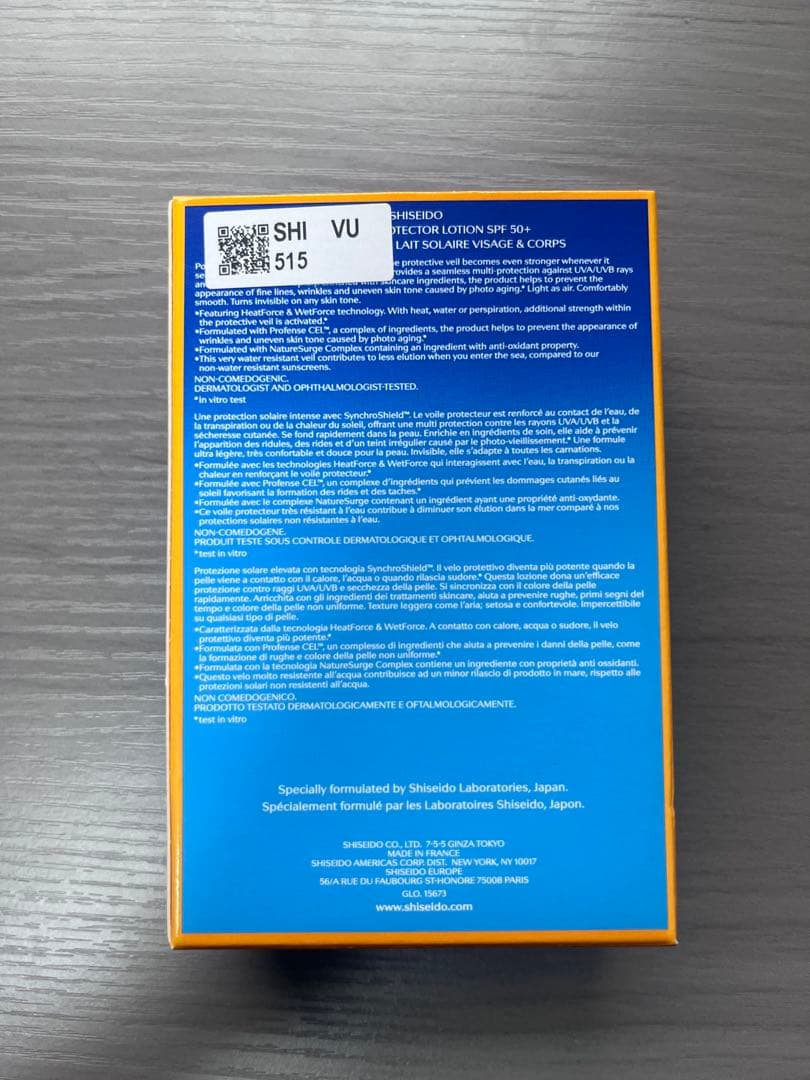 SHI VU
515
SHISEIDO
OTECTOR LOTION SPF 50+
LAIT SOLAIRE VISAGE & CORPS
e protective veil becomes even stronger whenever it
rovides a seamless multi-protection against UVA/UVB rays
with skincare ingredients, the product helps to prevent the
appearance of fine lines, wrinkles and uneven skin tone caused by photo aging.* Light as air. Comfortably
smooth. Turns invisible on any skin tone.
•Featuring HeatForce & WetForce technology. With heat, water or perspiration, additional strength within
the protective veil is activated.*
•Formulated with Profense CEL™, a complex of ingredients, the product helps to prevent the appearance of
wrinkles and uneven skin tone caused by photo aging.*
•Formulated with NatureSurge Complex containing an ingredient with anti-oxidant property.
•This very water resistant veil contributes to less elution when you enter the sea, compared to our
non-water resistant sunscreens.
NON-COMEDOGENIC.
DERMATOLOGIST AND OPHTHALMOLOGIST-TESTED.
*in vitro test
Une protection solaire intense avec SynchroShield™. Le voile protecteur est renforcé au contact de l'eau, de
la transpiration ou de la chaleur du soleil, offrant une multi protection contre les rayons UVA/UVB et la
sécheresse cutanée. Se fond rapidement dans la peau. Enrichie en ingrédients de soin, elle aide à prévenir
l'apparition des ridules, des rides et d'un teint irrégulier causé par le photo-vieillissement.* Une formule
ultra légère, très confortable et douce pour la peau. Invisible, elle s'adapte à toutes les carnations.
•Formulée avec les technologies HeatForce & WetForce qui interagissent avec l'eau, la transpiration ou la
chaleur en renforçant le voile protecteur.*
•Formulée avec Profense CEL™, un complexe d'ingrédients qui prévient les dommages cutanés liés au
soleil favorisant la formation des rides et des taches.*
•Formulée avec le complexe NatureSurge contenant un ingrédient ayant une propriété anti-oxydante.
•Ce voile protecteur très résistant à l'eau contribue à diminuer son élution dans la mer comparé à nos
protections solaires non résistantes à l'eau.
NON-COMEDOGENE.
PRODUIT TESTE SOUS CONTROLE DERMATOLOGIQUE ET OPHTALMOLOGIQUE.
*test in vitro
Protezione solare elevata con tecnologia SynchroShield™. Il velo protettivo diventa più potente quando la
pelle viene a contatto con il calore, l'acqua o quando rilascia sudore.* Questa lozione dona un'efficace
protezione contro raggi UVA/UVB e secchezza della pelle. Si sincronizza con il colore della pelle
rapidamente. Arricchita con gli ingredienti dei trattamenti skincare, aiuta a prevenire rughe, primi segni del
tempo e colore della pelle non uniforme. Texture leggera come l'aria; setosa e confortevole. Impercettibile
su qualsiasi tipo di pelle.
•Caratterizzata dalla tecnologia HeatForce & WetForce. A contatto con calore, acqua o sudore, il velo
protettivo diventa più potente.*
•Formulata con Profense CEL™, un complesso di ingredienti che aiuta a prevenire i danni della pelle, come
la formazione di rughe e colore della pelle non uniforme.*
•Formulata con la tecnologia NatureSurge Complex contiene un ingrediente con proprietà anti ossidanti.
•Questo velo molto resistente all'acqua contribuisce ad un minor rilascio di prodotto in mare, rispetto alle
protezioni solari non resistenti all'acqua.
NON COMEDOGENICO.
PRODOTTO TESTATO DERMATOLOGICAMENTE E OFTALMOLOGICAMENTE.
*test in vitro
Specially formulated by Shiseido Laboratories, Japan.
Spécialement formulé par les Laboratoires Shiseido, Japon.
SHISEIDO CO., LTD. 7-5-5 GINZA TOKYO
MADE IN FRANCE
SHISEIDO AMERICAS CORP. DIST. NEW YORK, NY 10017
SHISEIDO EUROPE
56/A RUE DU FAUBOURG ST-HONORE 75008 PARIS
GLO. 15673
www.shiseido.com